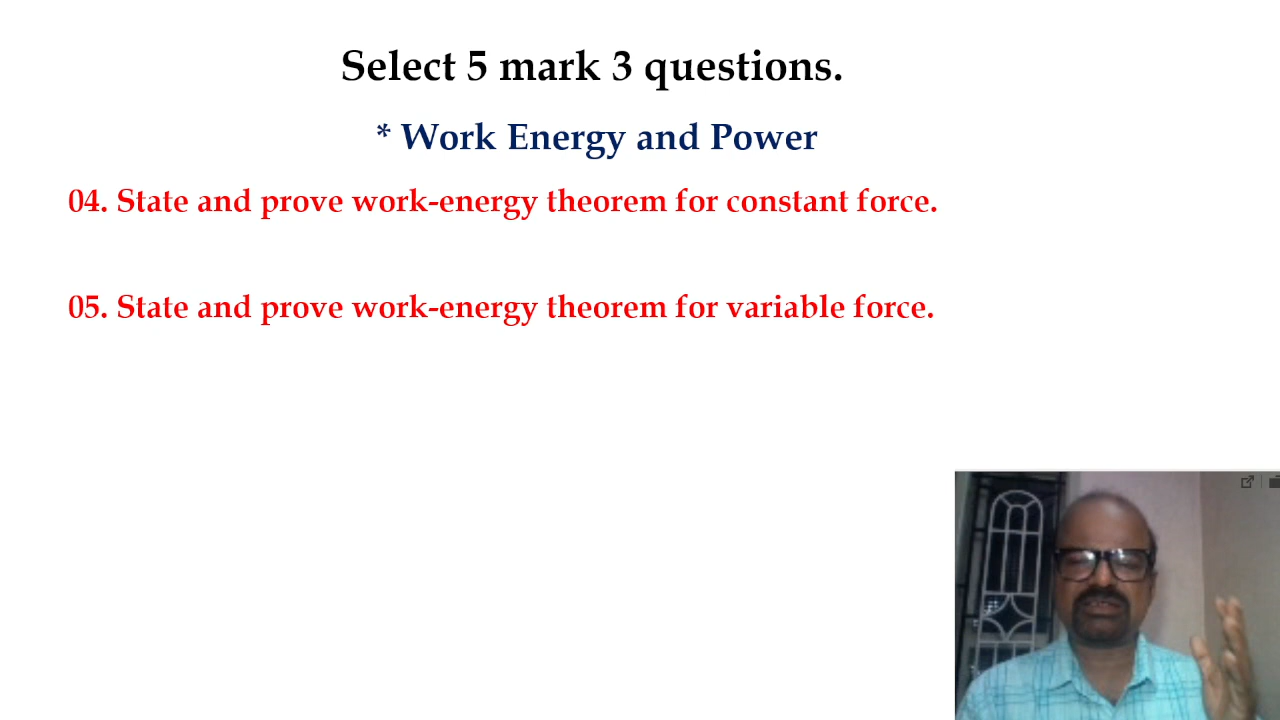 Select 5 mark 3 questions.
* Work Energy and Power
04. State and prove work-energy theorem for constant force.
05. State and prove work-energy theorem for variable force.